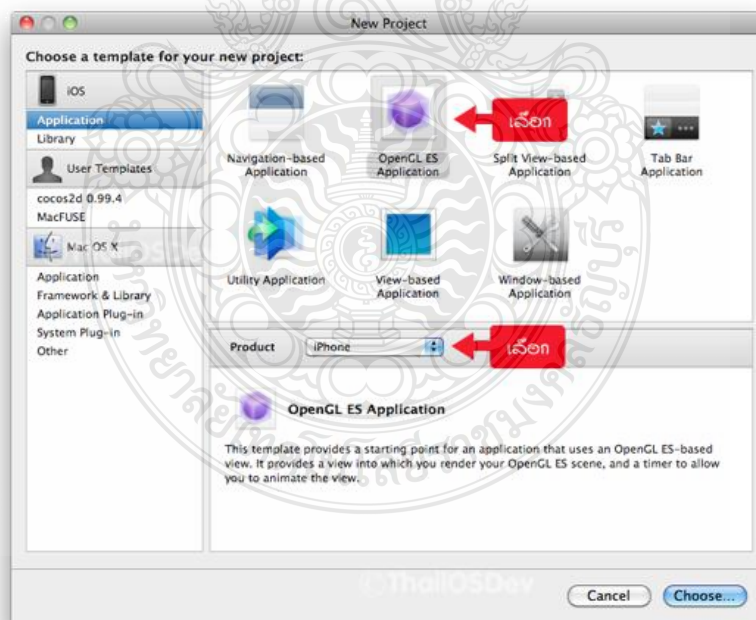 New Project
Choose a template for your new project:
iOS
Application
Library
User Templates
cocos2d 0.99.4
MacFUSE
Mac OS X
Application
Framework & Library
Application Plug-in
System Plug-in
Other
Navigation-based
Application
OpenGL ES
Application
Split View-based
Application
Tab Bar
Application
เลือก
Utility Application
View-based
Application
Window-based
Application
Product
iPhone
เลือก
OpenGL ES Application
This template provides a starting point for an application that uses an OpenGL ES-based
view. It provides a view into which you render your OpenGL ES scene, and a timer to allow
you to animate the view.
ThaiIOSDev
Cancel
Choose...